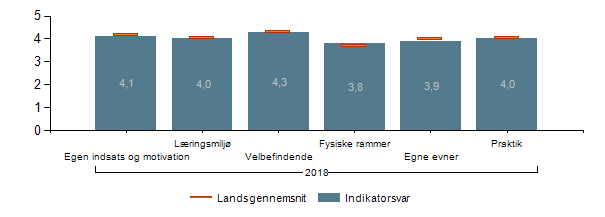 5
4
3
2
1
0
4,1
4,0
4,3
3,8
3,9
4,0
Læringsmiljø
Fysiske rammer
Praktik
Egen indsats og motivation
Velbefindende
Egne evner
2018
Landsgennemsnit
Indikatorsvar